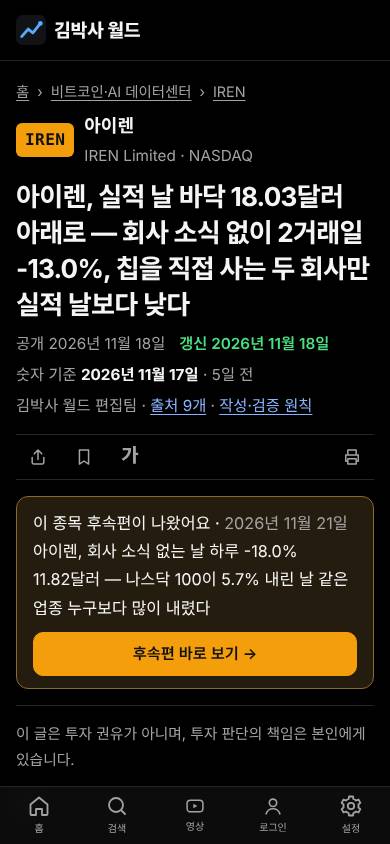 김박사 월드
홈 › 비트코인·AI 데이터센터 › IREN
IREN
아이렌
IREN Limited · NASDAQ
아이렌, 실적 날 바닥 18.03달러
아래로 — 회사 소식 없이 2거래일
-13.0%, 칩을 직접 사는 두 회사만
실적 날보다 낮다
공개 2026년 11월 18일 갱신 2026년 11월 18일
숫자 기준 2026년 11월 17일 · 5일 전
김박사 월드 편집팀 · 출처 9개 · 작성·검증 원칙
가
이 종목 후속편이 나왔어요 · 2026년 11월 21일
아이렌, 회사 소식 없는 날 하루 -18.0%
11.82달러 — 나스닥 100이 5.7% 내린 날 같은
업종 누구보다 많이 내렸다
후속편 바로 보기 →
이 글은 투자 권유가 아니며, 투자 판단의 책임은 본인에게
있습니다.
홈 검색 영상 로그인 설정